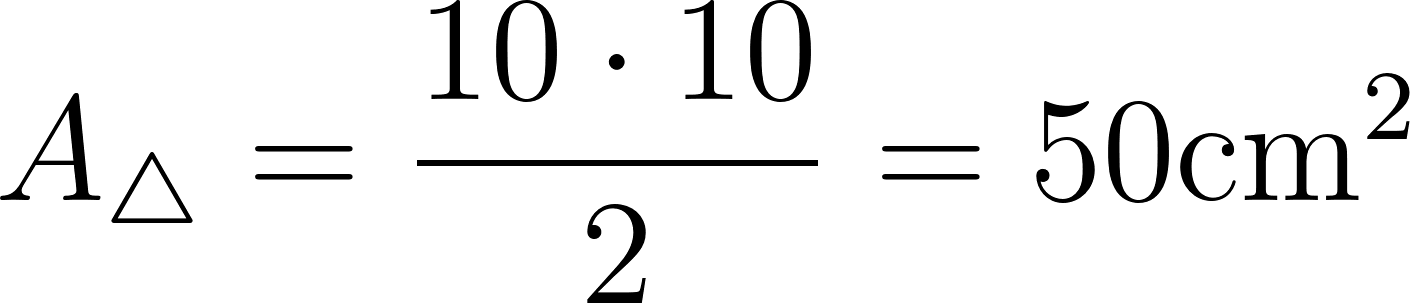 A△ = 10 · 10 / 2 = 50cm²